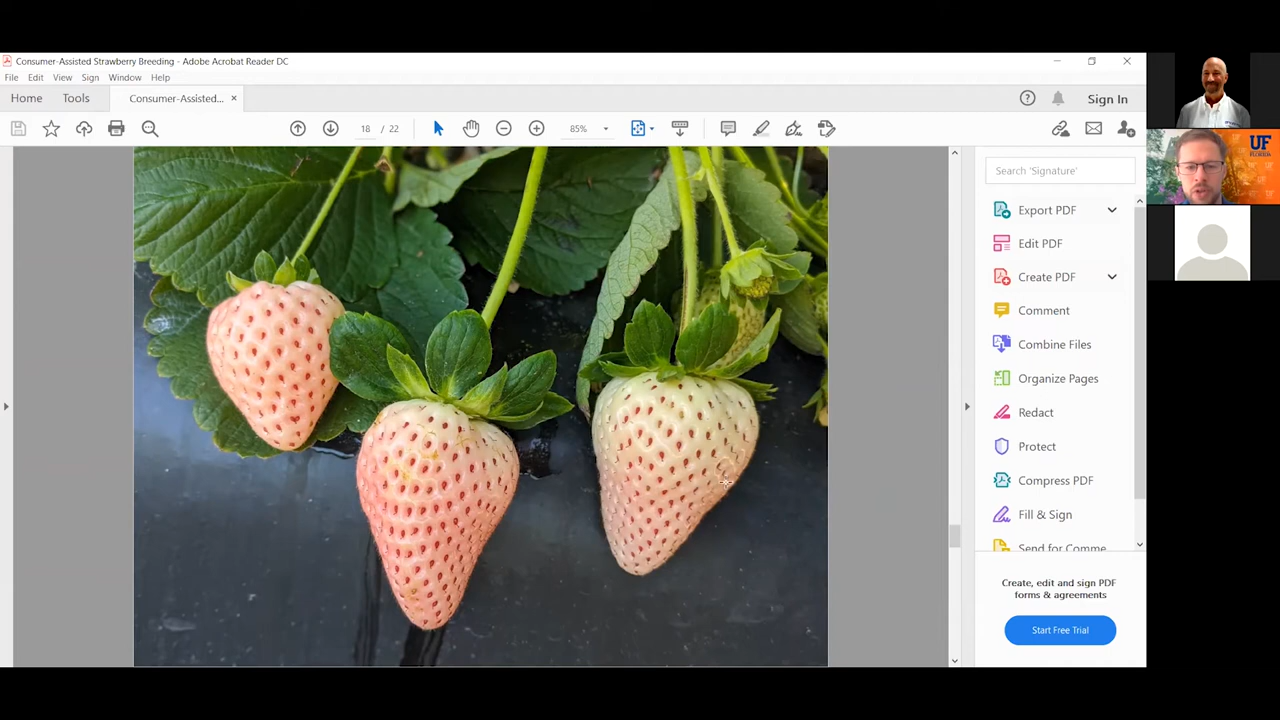 Consumer-Assisted Strawberry Breeding - Adobe Acrobat Reader DC
File Edit View Sign Window Help
Home Tools Consumer-Assisted... × Sign In
18 / 22 85%
Search 'Signature'
Export PDF
Edit PDF
Create PDF
Comment
Combine Files
Organize Pages
Redact
Protect
Compress PDF
Fill & Sign
Send for Comme
Create, edit and sign PDF
forms & agreements
Start Free Trial
UF
FLORIDA